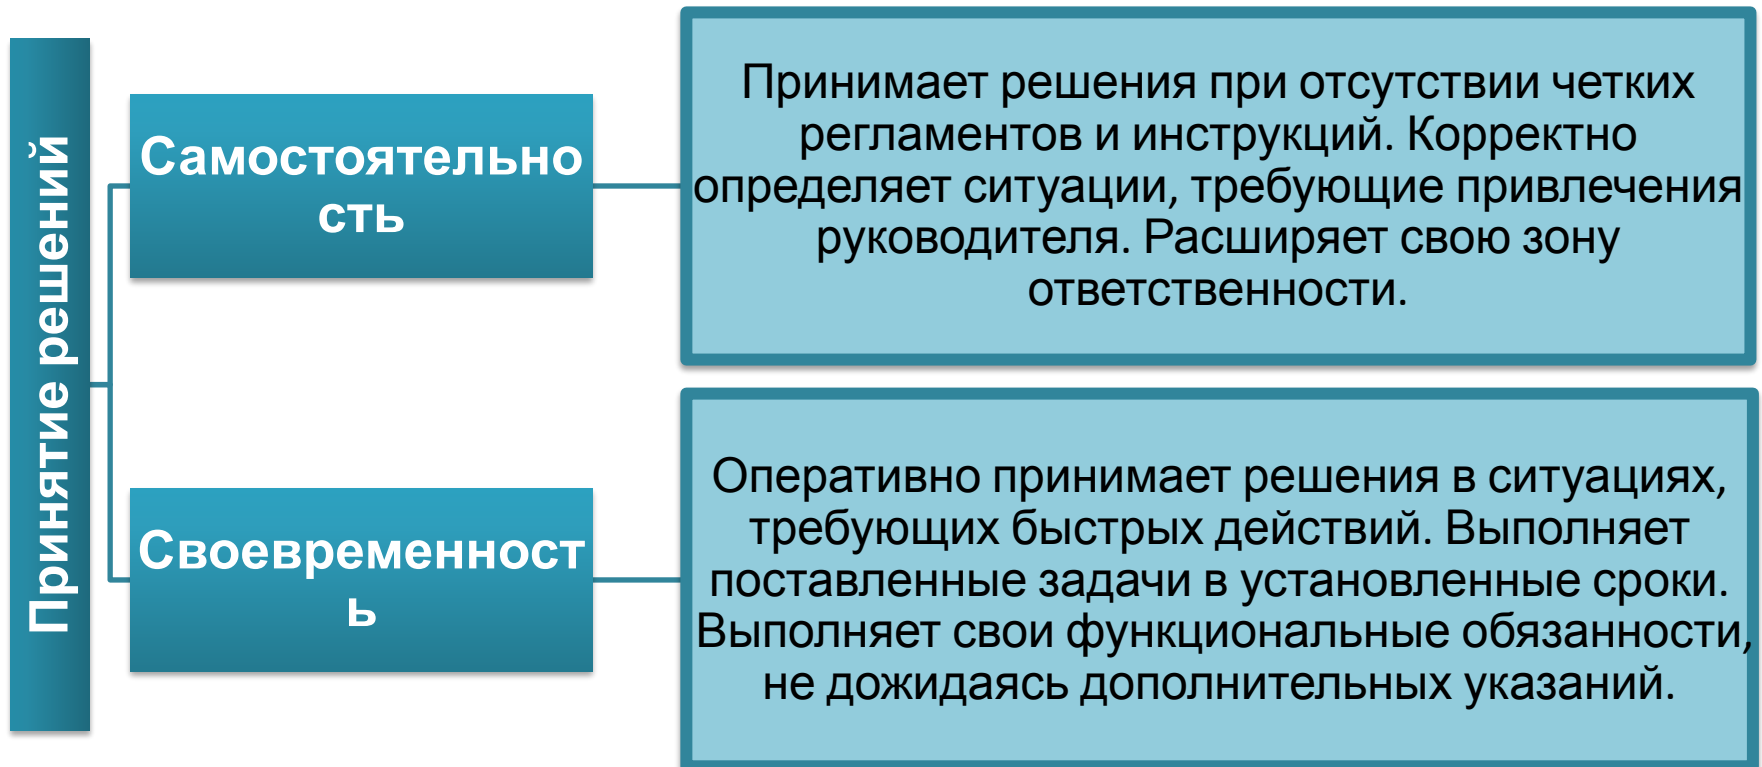 Принятие решений
Самостоятельно
сть
Принимает решения при отсутствии четких
регламентов и инструкций. Корректно
определяет ситуации, требующие привлечения
руководителя. Расширяет свою зону
ответственности.
Своевременност
ь
Оперативно принимает решения в ситуациях,
требующих быстрых действий. Выполняет
поставленные задачи в установленные сроки.
Выполняет свои функциональные обязанности,
не дожидаясь дополнительных указаний.